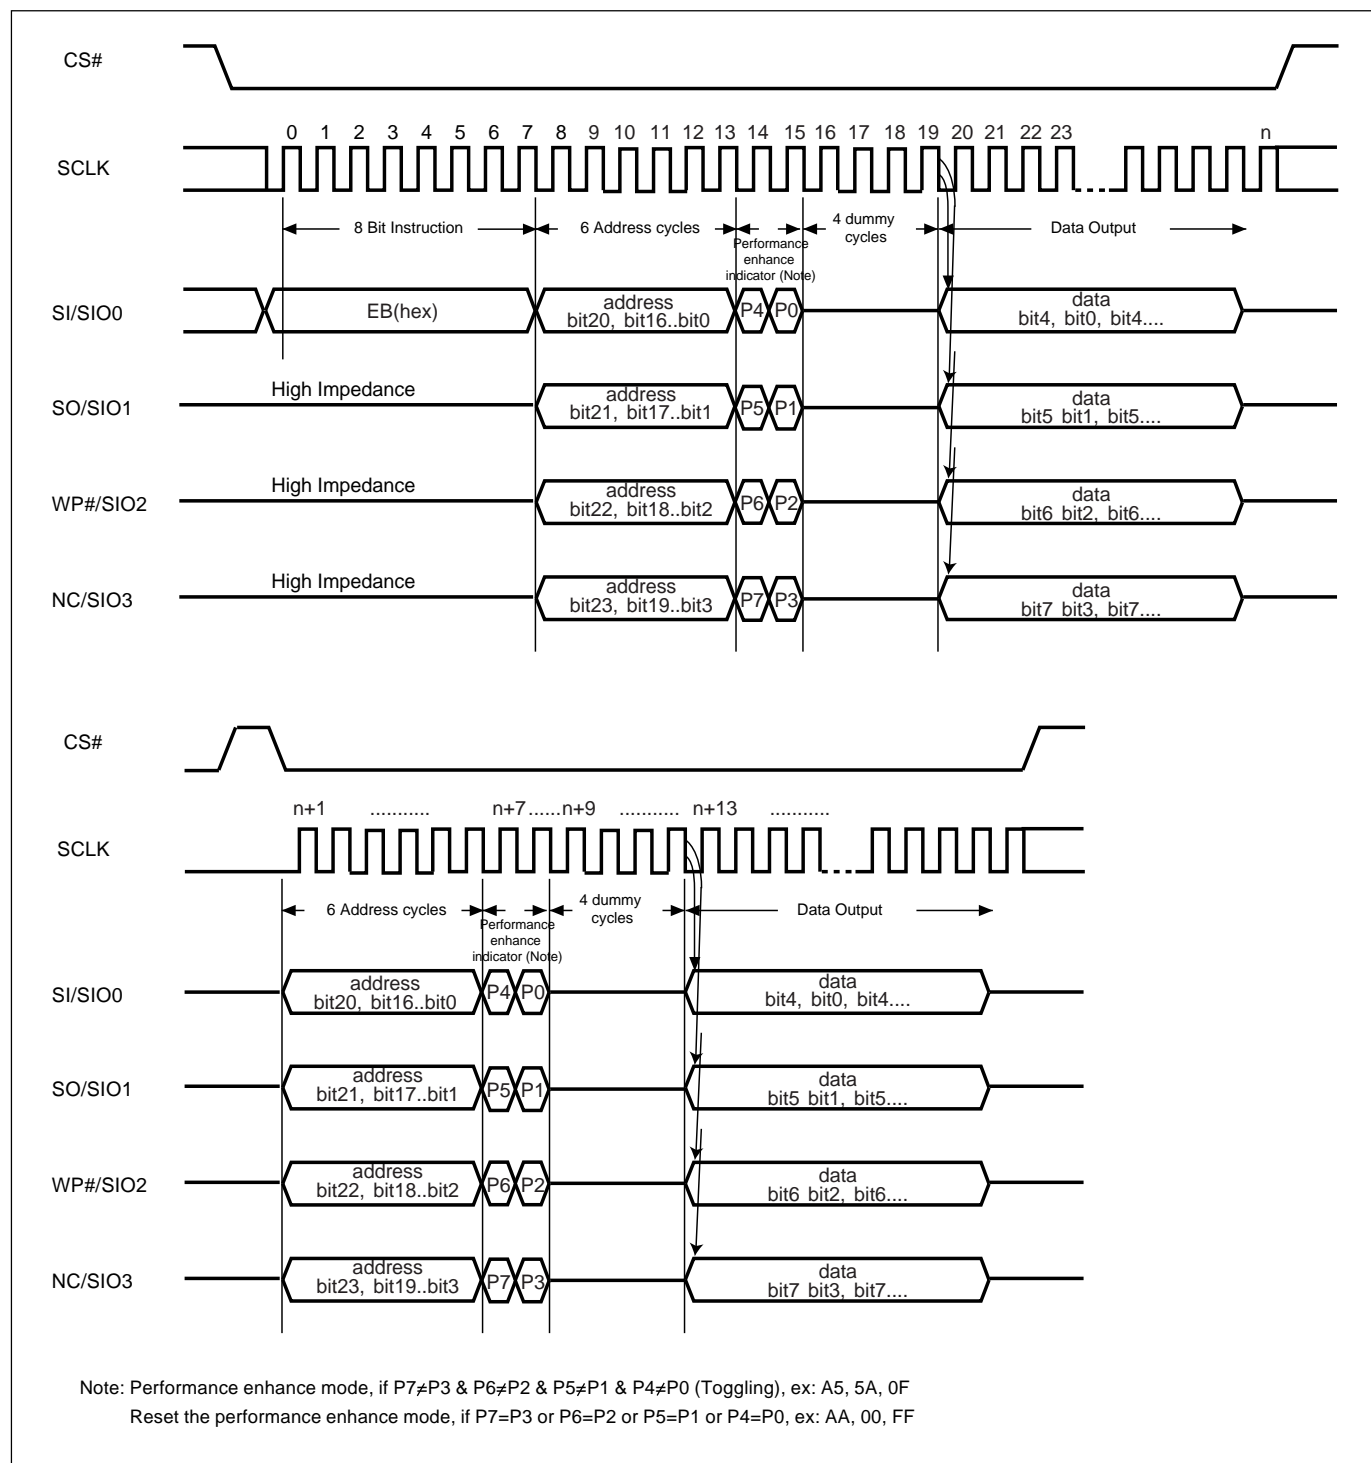 CS#
0 1 2 3 4 5 6 7 8 9 10 11 12 13 14 15 16 17 18 19 20 21 22 23 n
SCLK
8 Bit Instruction
6 Address cycles
Performance
enhance
indicator (Note)
4 dummy
cycles
Data Output
SI/SIO0
EB(hex)
address
bit20, bit16..bit0
P4 P0
data
bit4, bit0, bit4....
High Impedance
SO/SIO1
address
bit21, bit17..bit1
P5 P1
data
bit5 bit1, bit5....
High Impedance
WP#/SIO2
address
bit22, bit18..bit2
P6 P2
data
bit6 bit2, bit6....
High Impedance
NC/SIO3
address
bit23, bit19..bit3
P7 P3
data
bit7 bit3, bit7....
CS#
n+1 ........... n+7 ......n+9 ........... n+13 ...........
SCLK
6 Address cycles
Performance
enhance
indicator (Note)
4 dummy
cycles
Data Output
SI/SIO0
address
bit20, bit16..bit0
P4 P0
data
bit4, bit0, bit4....
SO/SIO1
address
bit21, bit17..bit1
P5 P1
data
bit5 bit1, bit5....
WP#/SIO2
address
bit22, bit18..bit2
P6 P2
data
bit6 bit2, bit6....
NC/SIO3
address
bit23, bit19..bit3
P7 P3
data
bit7 bit3, bit7....
Note: Performance enhance mode, if P7≠P3 & P6≠P2 & P5≠P1 & P4≠P0 (Toggling), ex: A5, 5A, 0F
Reset the performance enhance mode, if P7=P3 or P6=P2 or P5=P1 or P4=P0, ex: AA, 00, FF